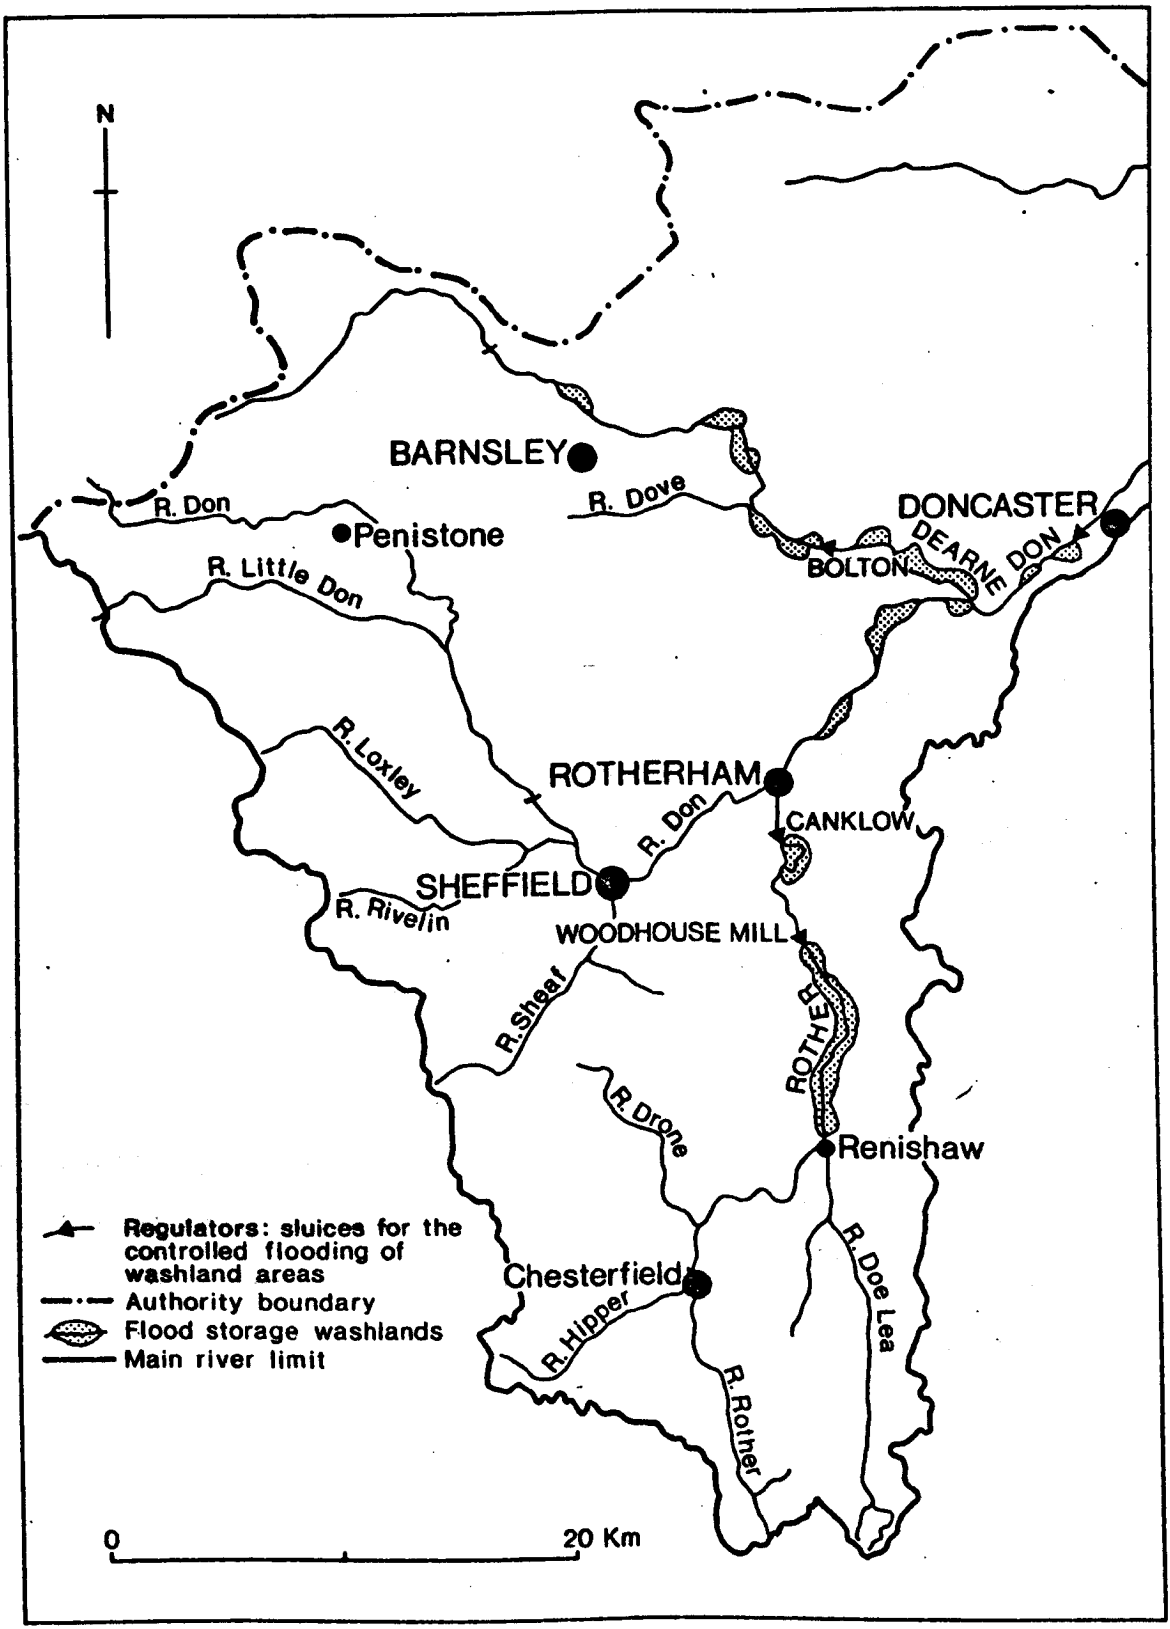 N
BARNSLEY
R. Dove
R. Don
Penistone
DONCASTER
DEARNE
DON
BOLTON
R. Little Don
R. Loxley
ROTHERHAM
R. Don
CANKLOW
SHEFFIELD
R. Rivelin
WOODHOUSE MILL
R. Sheaf
ROTHER
R. Drone
Renishaw
R. Doe Lea
Chesterfield
R. Hipper
R. Rother
Regulators: sluices for the
controlled flooding of
washland areas
Authority boundary
Flood storage washlands
Main river limit
0 20 Km